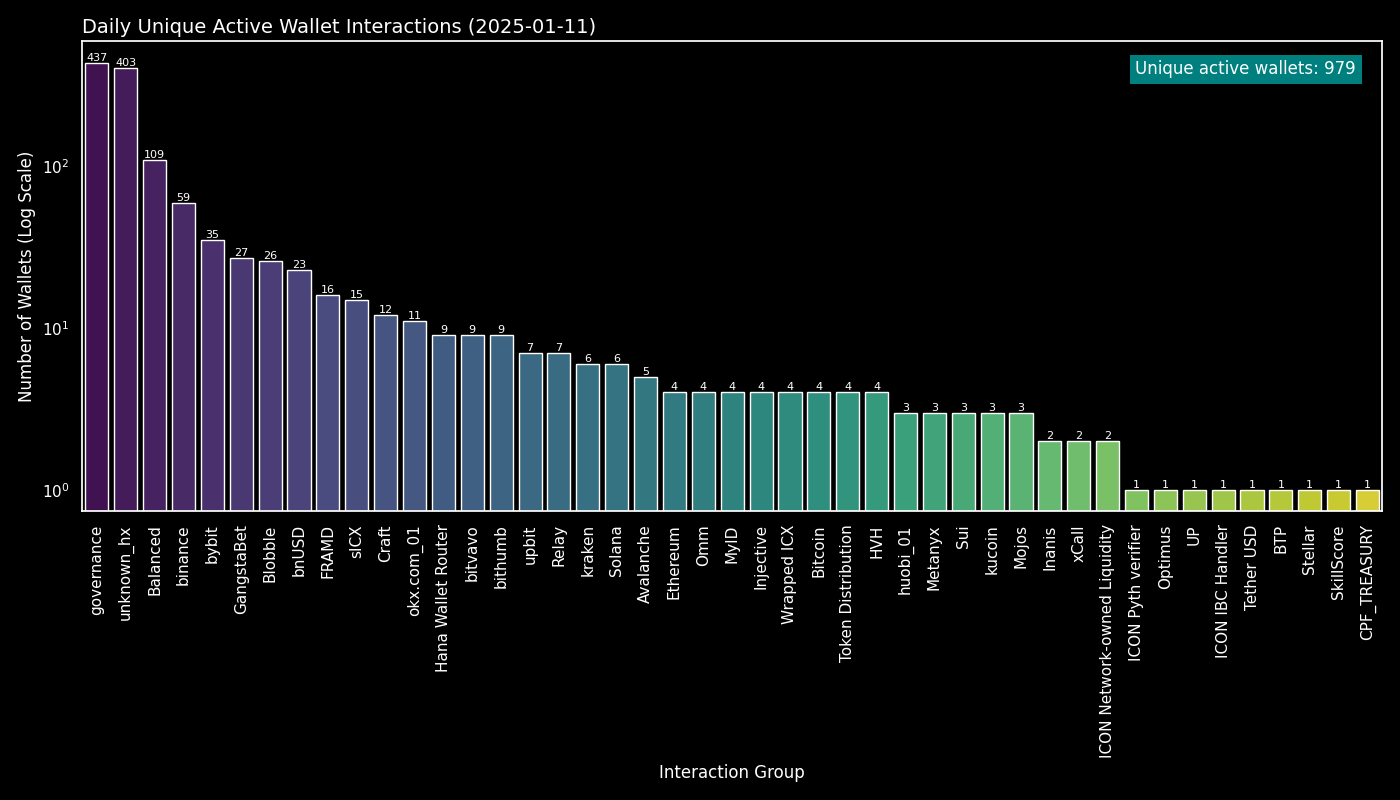 Daily Unique Active Wallet Interactions (2025-01-11)
Unique active wallets: 979
Number of Wallets (Log Scale)
10²
10¹
10⁰
437
403
109
59
35
27
26
23
16
15
12
11
9
9
9
7
7
6
6
5
4
4
4
4
4
4
4
4
3
3
3
3
3
2
2
2
1
1
1
1
1
1
1
1
1
governance
unknown_hx
Balanced
binance
bybit
GangstaBet
Blobble
bnUSD
FRAMD
sICX
Craft
okx.com_01
Hana Wallet Router
bitvavo
bithumb
upbit
Relay
kraken
Solana
Avalanche
Ethereum
Omm
MyID
Injective
Wrapped ICX
Bitcoin
Token Distribution
HVH
huobi_01
Metanyx
Sui
kucoin
Mojos
Inanis
xCall
ICON Network-owned Liquidity
ICON Pyth verifier
Optimus
UP
ICON IBC Handler
Tether USD
BTP
Stellar
SkillScore
CPF_TREASURY
Interaction Group